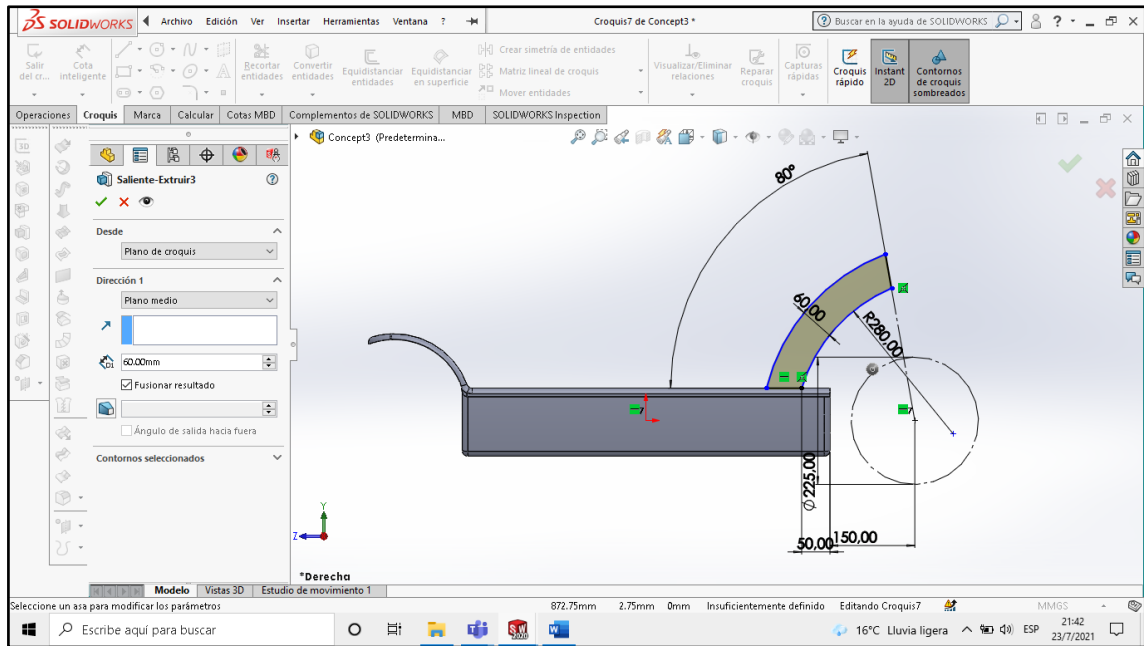 SOLIDWORKS Archivo Edición Ver Insertar Herramientas Ventana ? Croquis7 de Concept3 * Buscar en la ayuda de SOLIDWORKS ?
Salir del cr...
Cota inteligente
Recortar entidades
Convertir entidades
Equidistanciar entidades
Equidistanciar en superficie
Crear simetría de entidades
Matriz lineal de croquis
Mover entidades
Visualizar/Eliminar relaciones
Reparar croquis
Capturas rápidas
Croquis rápido
Instant 2D
Contornos de croquis sombreados
Operaciones Croquis Marca Calcular Cotas MBD Complementos de SOLIDWORKS MBD SOLIDWORKS Inspection
Concept3 (Predetermina...
Saliente-Extruir3
Desde
Plano de croquis
Dirección 1
Plano medio
60.00mm
Fusionar resultado
Ángulo de salida hacia fuera
Contornos seleccionados
80°
60,00
R280,00
7
7
Ø225,00
50,00
150,00
Y
Z
*Derecha
Modelo Vistas 3D Estudio de movimiento 1
Seleccione un asa para modificar los parámetros 872.75mm 2.75mm 0mm Insuficientemente definido Editando Croquis7 MMGS
Escribe aquí para buscar 16°C Lluvia ligera ESP 21:42
23/7/2021